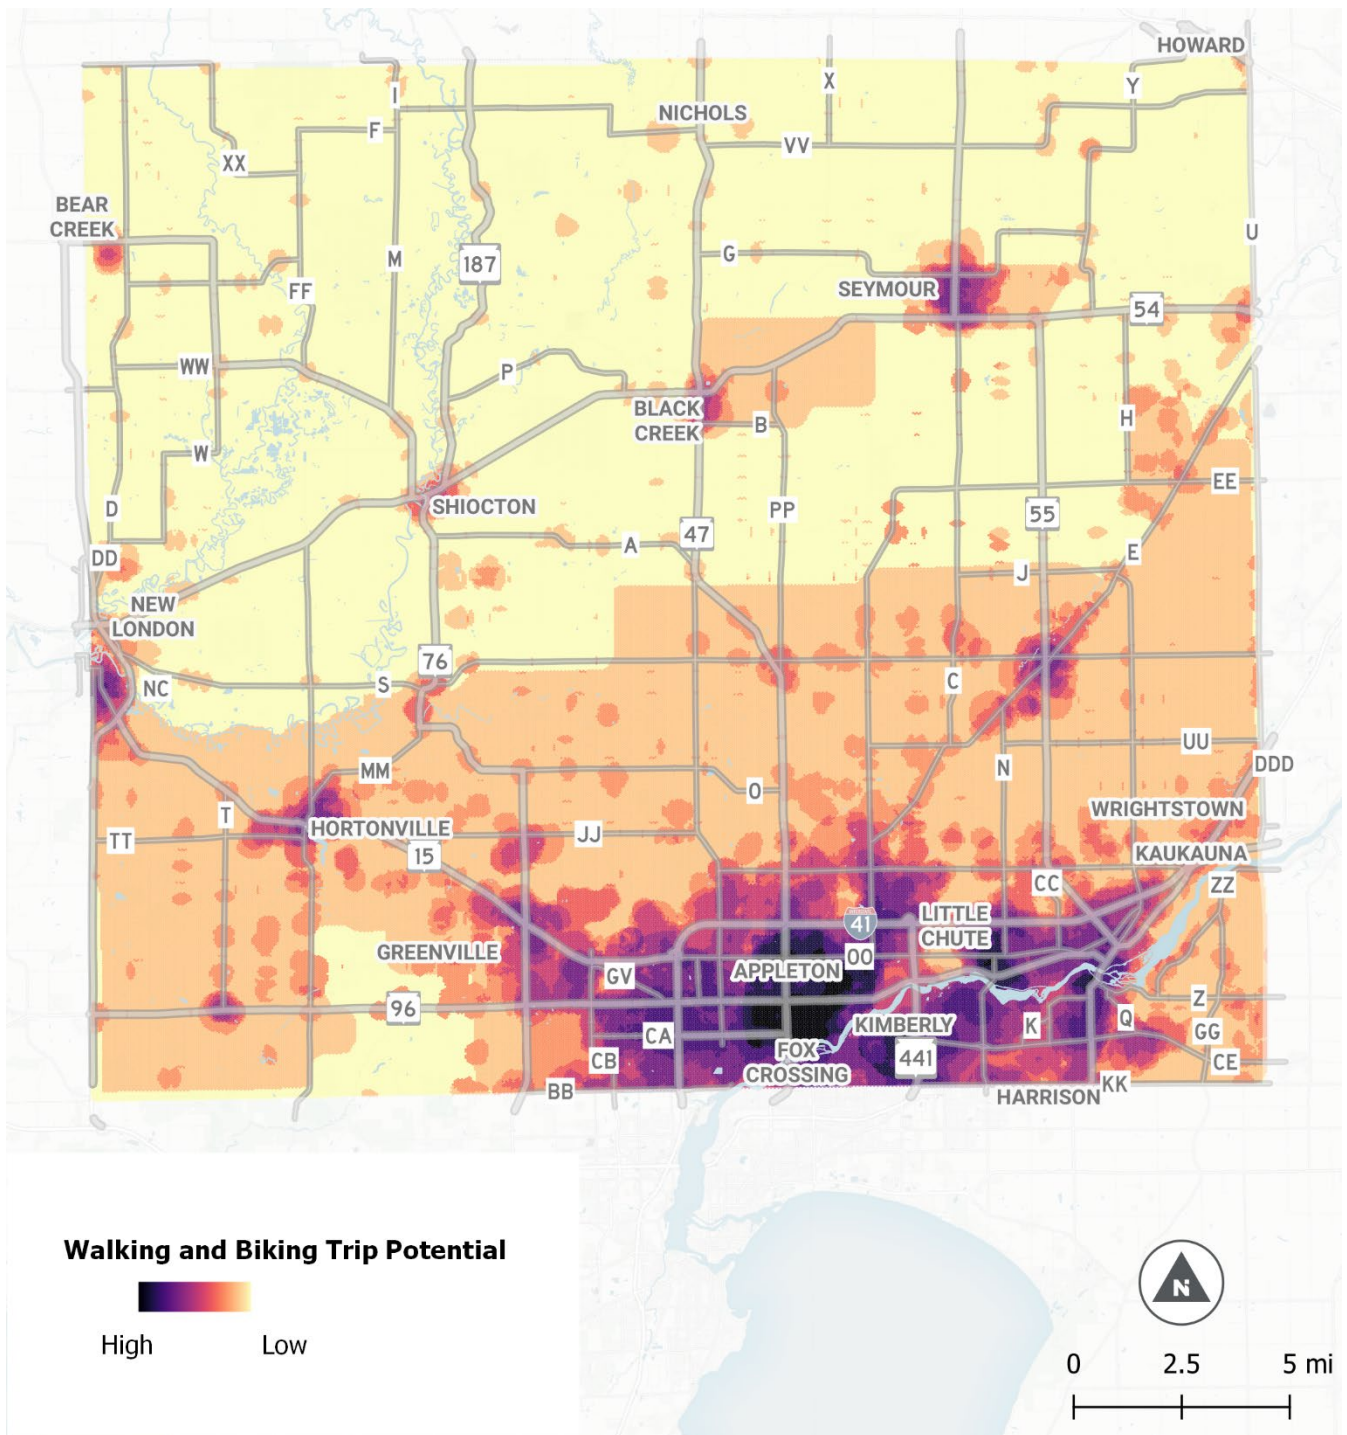 HOWARD
I
X
Y
NICHOLS
F
VV
XX
BEAR
CREEK
U
M
G
187
FF
SEYMOUR
54
WW
P
BLACK
CREEK
B
H
W
EE
D
SHIOCTON
PP
55
47
A
E
DD
J
NEW
LONDON
76
NC
S
C
UU
MM
N
DDD
O
T
WRIGHTSTOWN
HORTONVILLE
JJ
TT
15
KAUKAUNA
CC
ZZ
LITTLE
CHUTE
41
GREENVILLE
OO
GV
APPLETON
96
Z
KIMBERLY
K
Q
CA
GG
FOX
CROSSING
441
CB
CE
BB
KK
HARRISON
Walking and Biking Trip Potential
High Low
N
0 2.5 5 mi